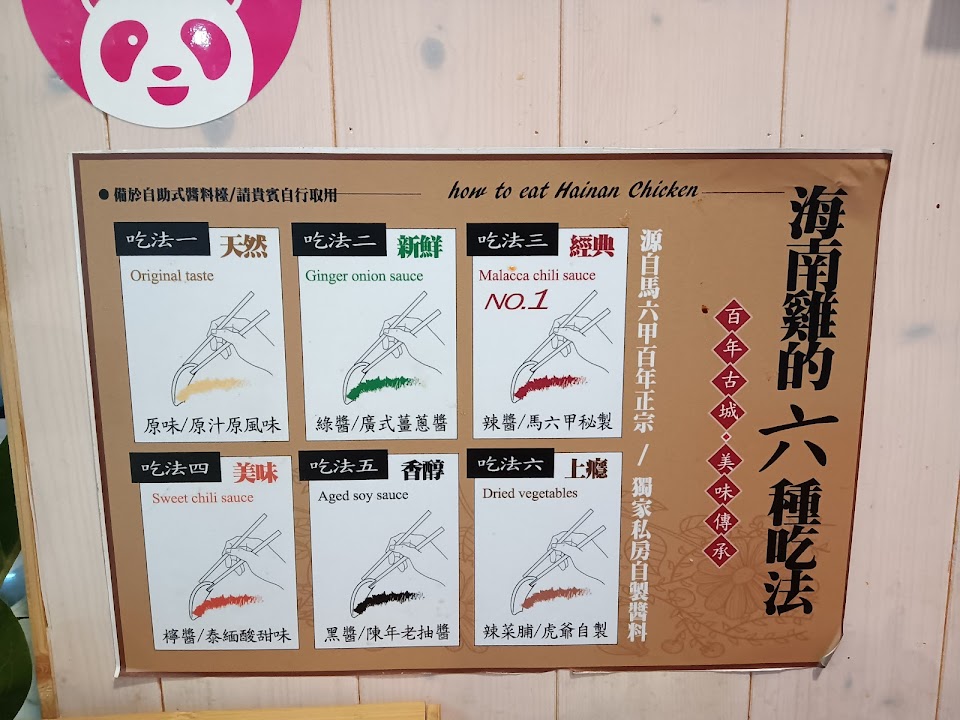 ●備於自助式醬料檯/請貴賓自行取用
how to eat Hainan Chicken
海南雞的六種吃法
百年古城・美味傳承
源自馬六甲百年正宗 / 獨家私房自製醬料
吃法一 天然
Original taste
原味/原汁原風味
吃法二 新鮮
Ginger onion sauce
綠醬/廣式薑蔥醬
吃法三 經典
Malacca chili sauce
NO.1
辣醬/馬六甲秘製
吃法四 美味
Sweet chili sauce
檸醬/泰緬酸甜味
吃法五 香醇
Aged soy sauce
黑醬/陳年老抽醬
吃法六 上癮
Dried vegetables
辣菜脯/虎爺自製